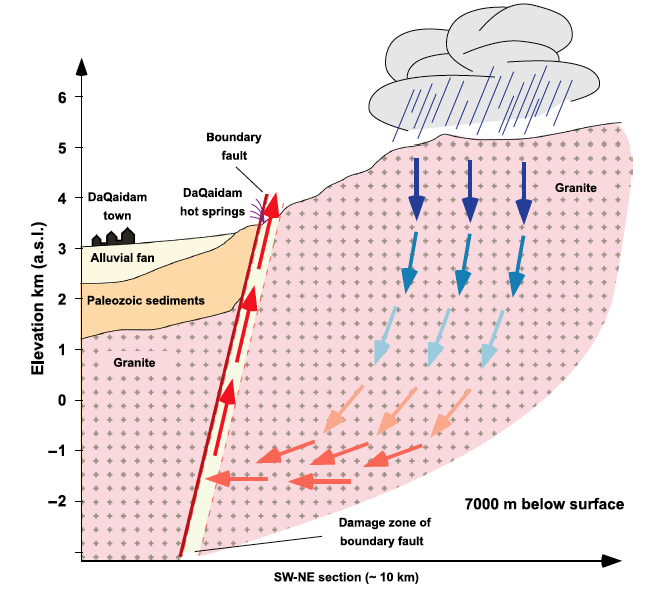 6
5
4
3
2
1
0
−1
−2
Elevation km (a.s.l.)
Boundary
fault
DaQaidam
hot springs
DaQaidam
town
Granite
Alluvial fan
Paleozoic sediments
Granite
7000 m below surface
Damage zone of
boundary fault
SW-NE section (~ 10 km)